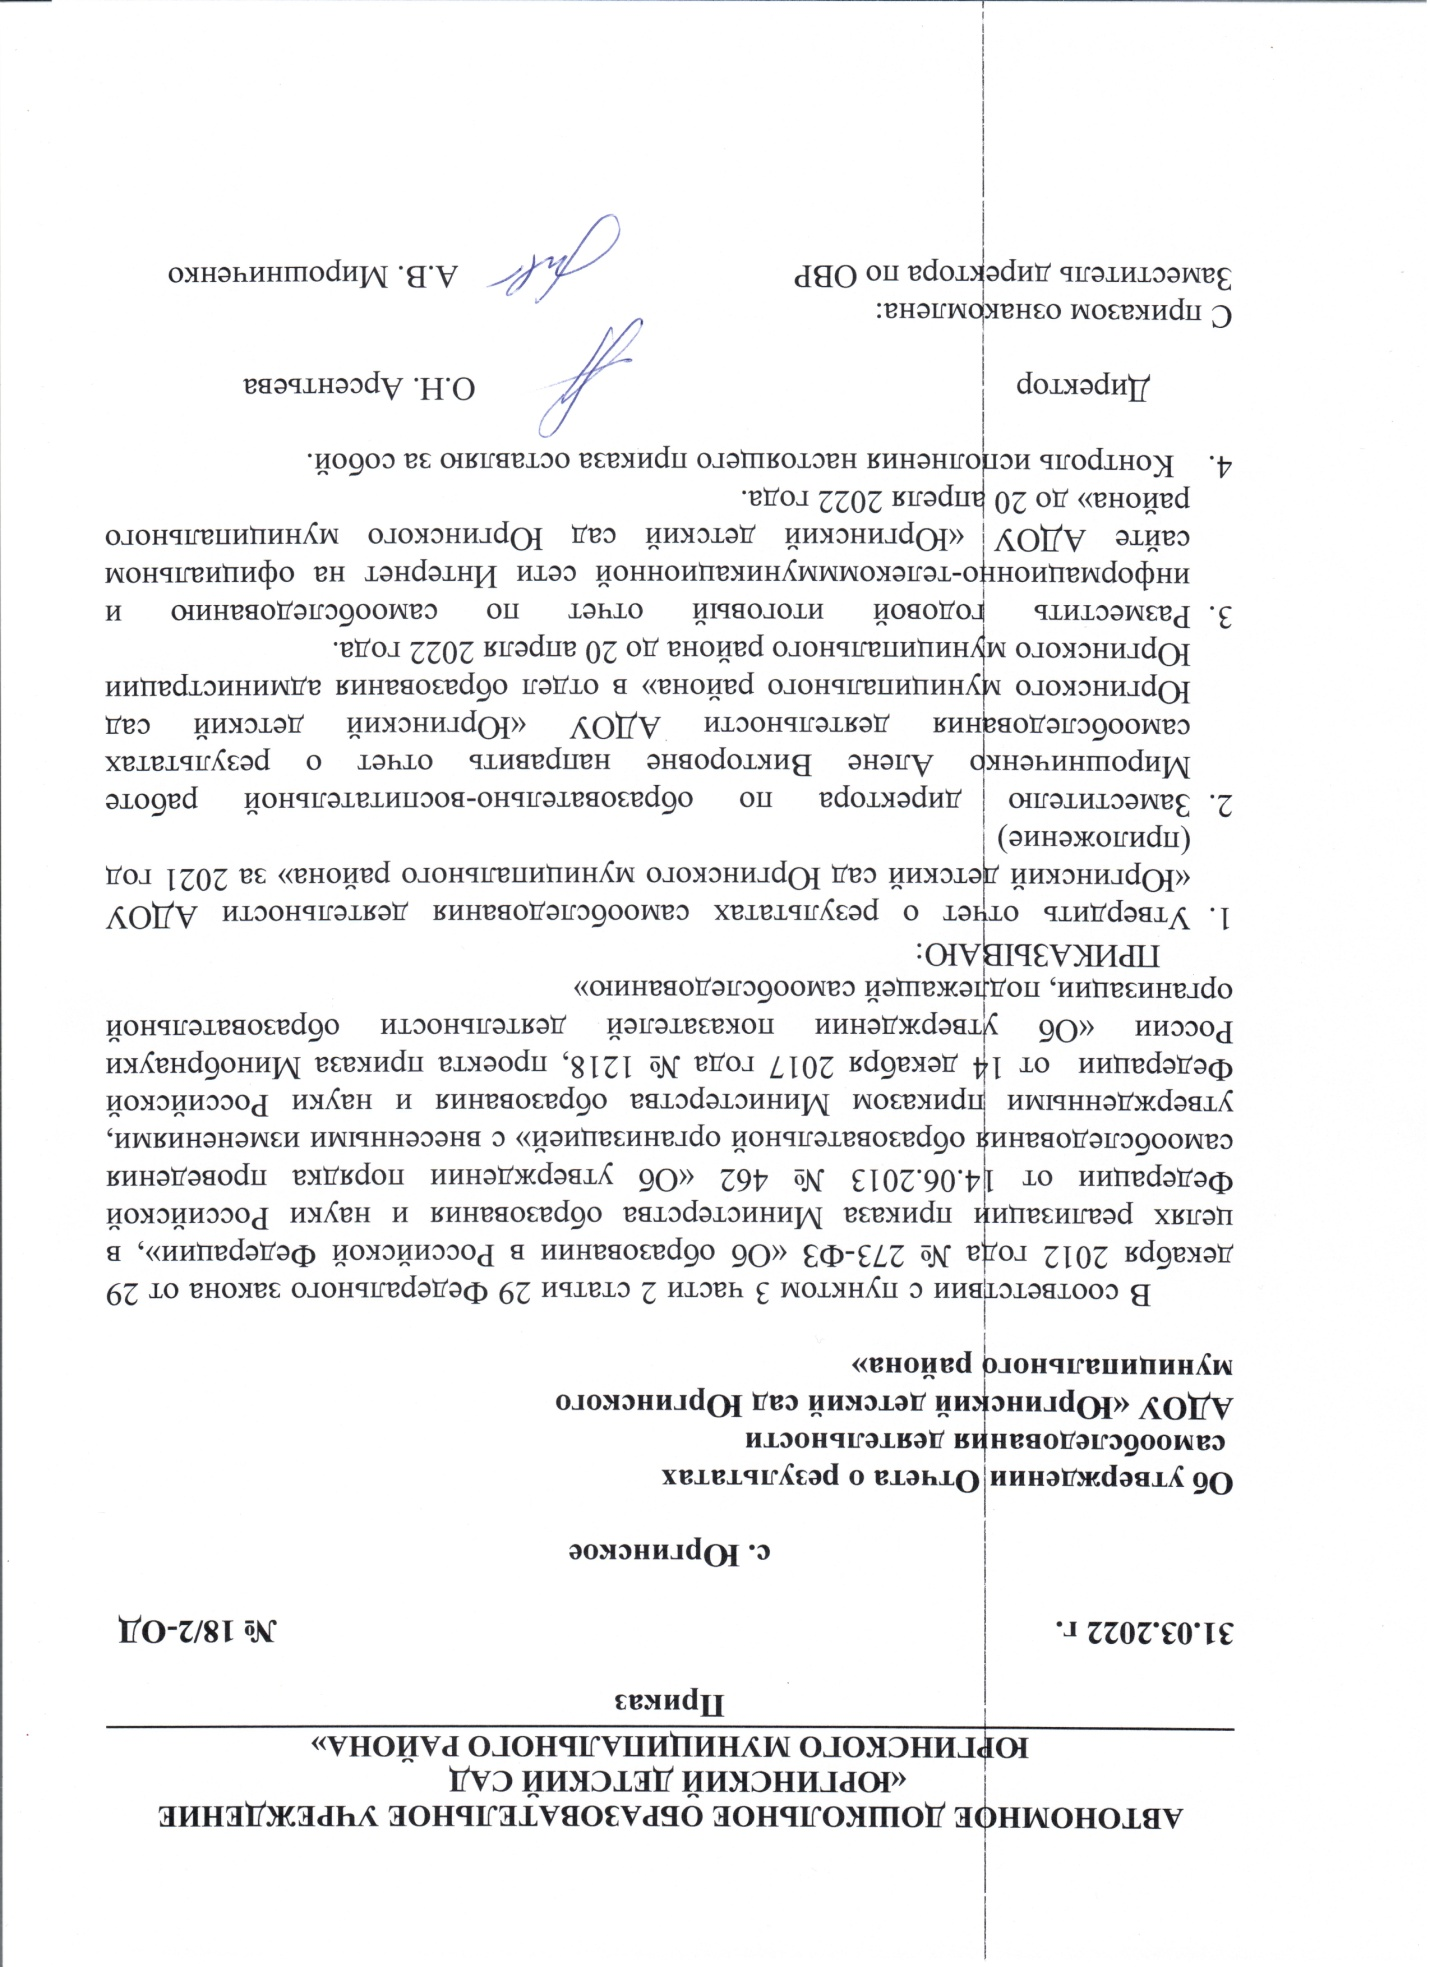 АВТОНОМНОЕ ДОШКОЛЬНОЕ ОБРАЗОВАТЕЛЬНОЕ УЧРЕЖДЕНИЕ
«ЮРГИНСКИЙ ДЕТСКИЙ САД
ЮРГИНСКОГО МУНИЦИПАЛЬНОГО РАЙОНА»
Приказ
31.03.2022 г. № 18/2-ОД
с. Юргинское
Об утверждении Отчета о результатах
самообследования деятельности
АДОУ «Юргинский детский сад Юргинского
муниципального района»
В соответствии с пунктом 3 части 2 статьи 29 Федерального закона от 29
декабря 2012 года № 273-ФЗ «Об образовании в Российской Федерации», в
целях реализации приказа Министерства образования и науки Российской
Федерации от 14.06.2013 № 462 «Об утверждении порядка проведения
самообследования образовательной организацией» с внесенными изменениями,
утвержденными приказом Министерства образования и науки Российской
Федерации от 14 декабря 2017 года № 1218, проекта приказа Минобрнауки
России «Об утверждении показателей деятельности образовательной
организации, подлежащей самообследованию»
ПРИКАЗЫВАЮ:
1. Утвердить отчет о результатах самообследования деятельности АДОУ
«Юргинский детский сад Юргинского муниципального района» за 2021 год
(приложение)
2. Заместителю директора по образовательно-воспитательной работе
Мирошниченко Алене Викторовне направить отчет о результатах
самообследования деятельности АДОУ «Юргинский детский сад
Юргинского муниципального района» в отдел образования администрации
Юргинского муниципального района до 20 апреля 2022 года.
3. Разместить годовой итоговый отчет по самообследованию и
информационно-телекомммуникационной сети Интернет на официальном
сайте АДОУ «Юргинский детский сад Юргинского муниципального
района» до 20 апреля 2022 года.
4. Контроль исполнения настоящего приказа оставляю за собой.
Директор О.Н. Арсентьева
С приказом ознакомлена:
Заместитель директора по ОВР А.В. Мирошниченко